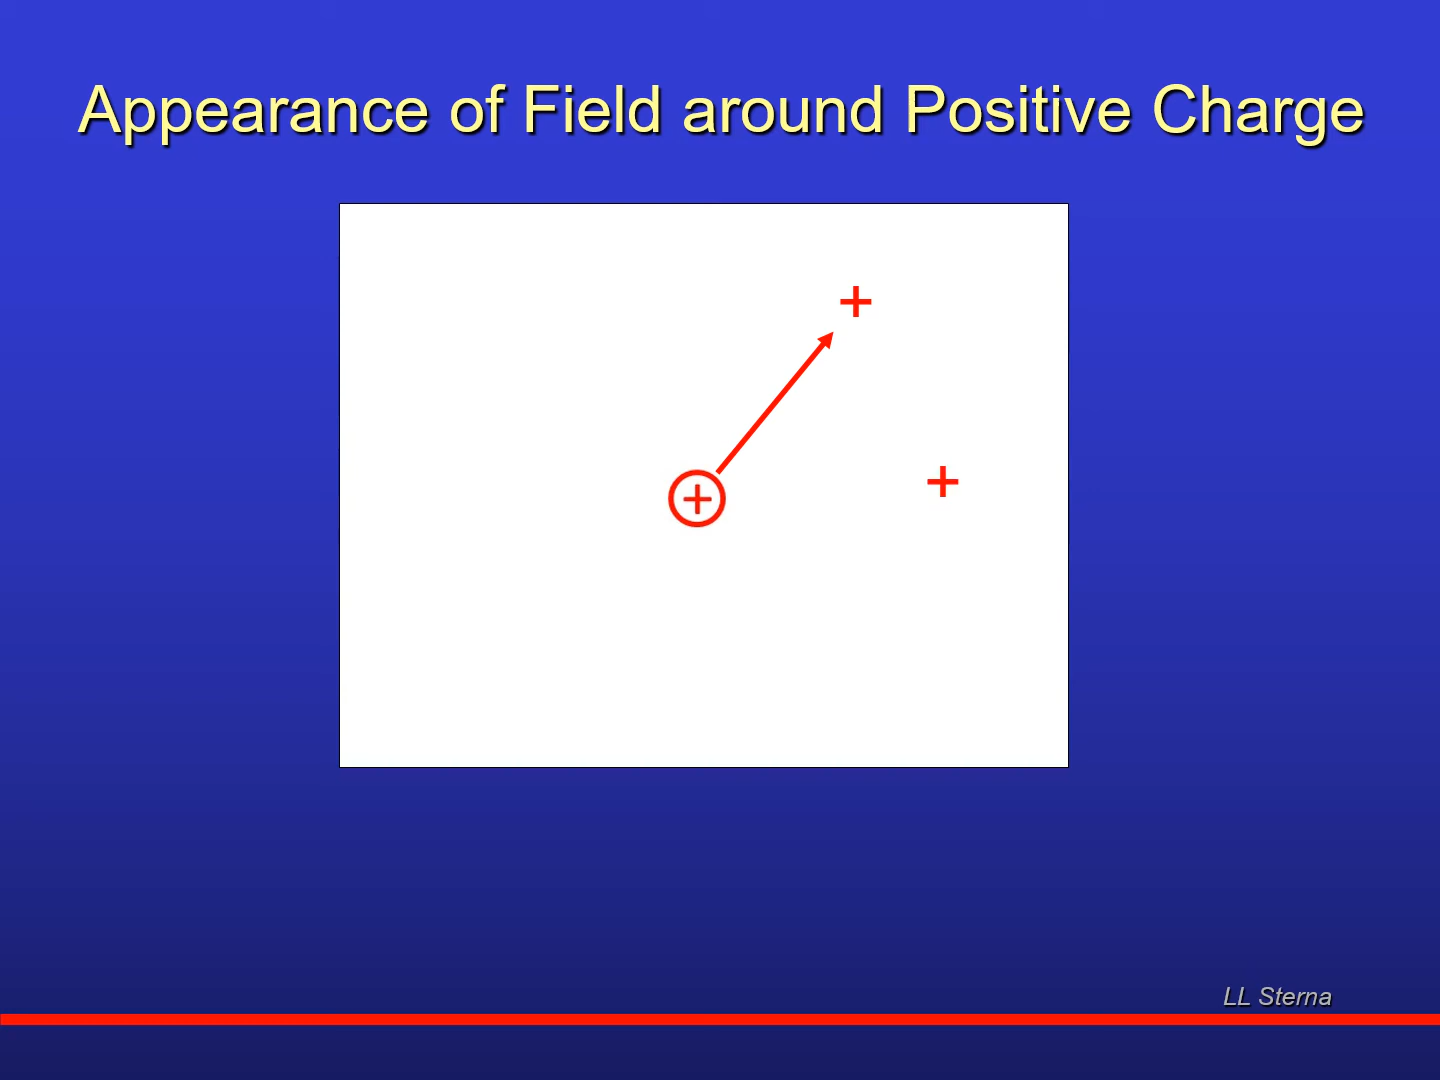 Appearance of Field around Positive Charge
+
+
+
LL Sterna